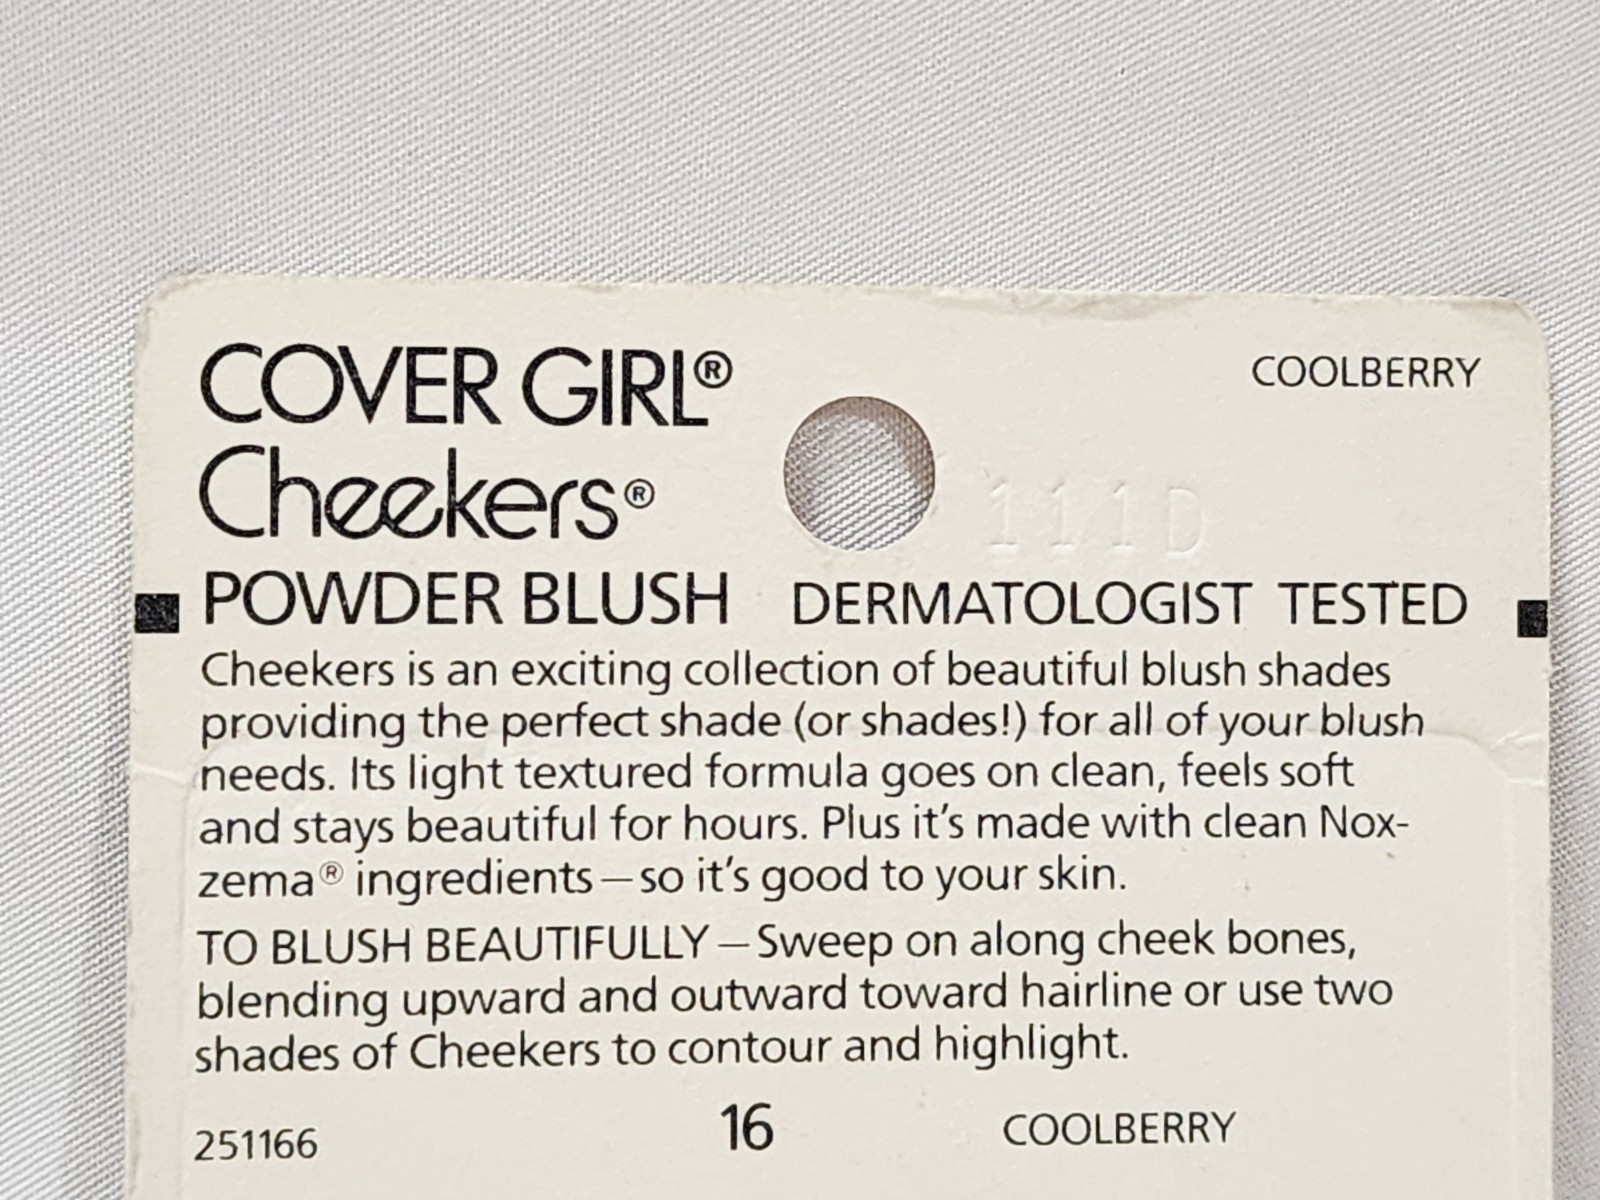 COVER GIRL®
COOLBERRY
Cheekers®
111D
POWDER BLUSH DERMATOLOGIST TESTED
Cheekers is an exciting collection of beautiful blush shades
providing the perfect shade (or shades!) for all of your blush
needs. Its light textured formula goes on clean, feels soft
and stays beautiful for hours. Plus it's made with clean Nox-
zema® ingredients—so it's good to your skin.
TO BLUSH BEAUTIFULLY—Sweep on along cheek bones,
blending upward and outward toward hairline or use two
shades of Cheekers to contour and highlight.
251166 16 COOLBERRY